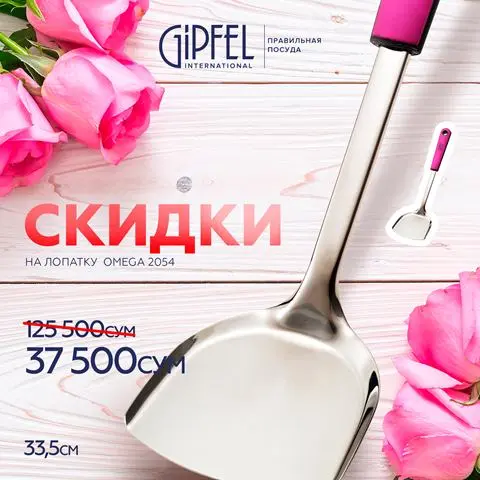 GIPFEL
INTERNATIONAL
ПРАВИЛЬНАЯ
ПОСУДА
СКИДКИ
НА ЛОПАТКУ OMEGA 2054
125 500СУМ
37 500СУМ
33,5СМ